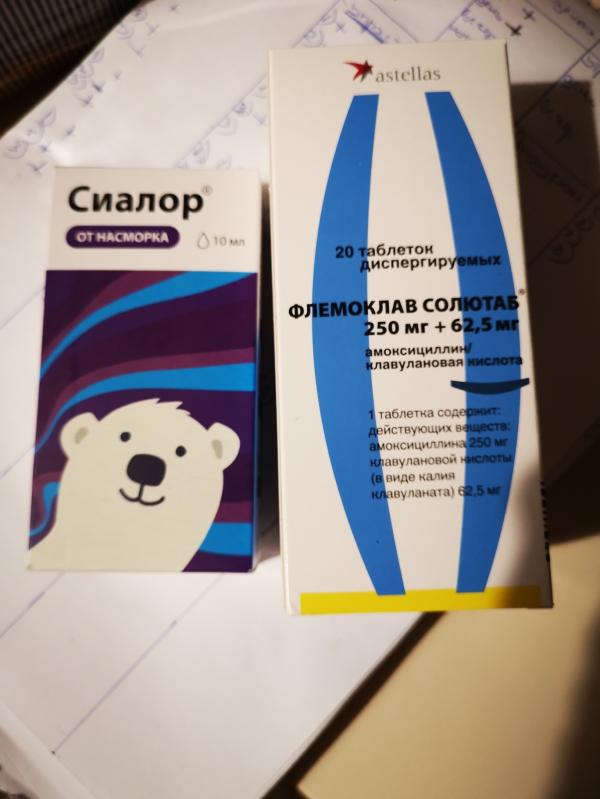 Сиалор®
ОТ НАСМОРКА
10 мл
astellas
20 таблеток
диспергируемых
ФЛЕМОКЛАВ СОЛЮТАБ®
250 мг + 62,5 мг
амоксициллин/
клавулановая кислота
1 таблетка содержит:
действующих веществ:
амоксициллина 250 мг
клавулановой кислоты
(в виде калия
клавуланата) 62,5 мг